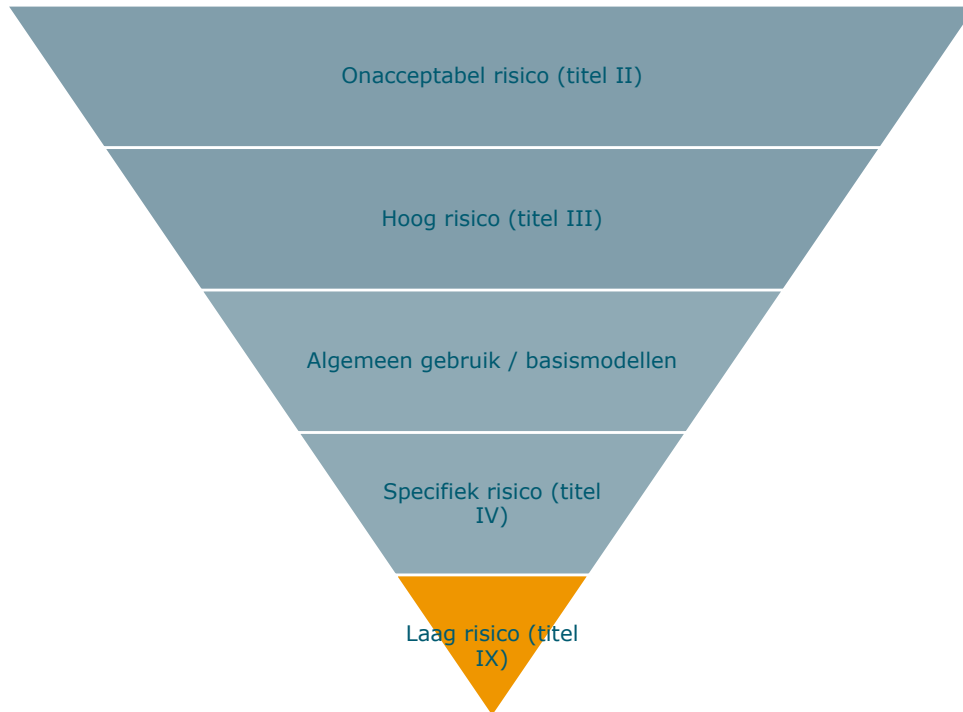 Onacceptabel risico (titel II)
Hoog risico (titel III)
Algemeen gebruik / basismodellen
Specifiek risico (titel
IV)
Laag risico (titel
IX)